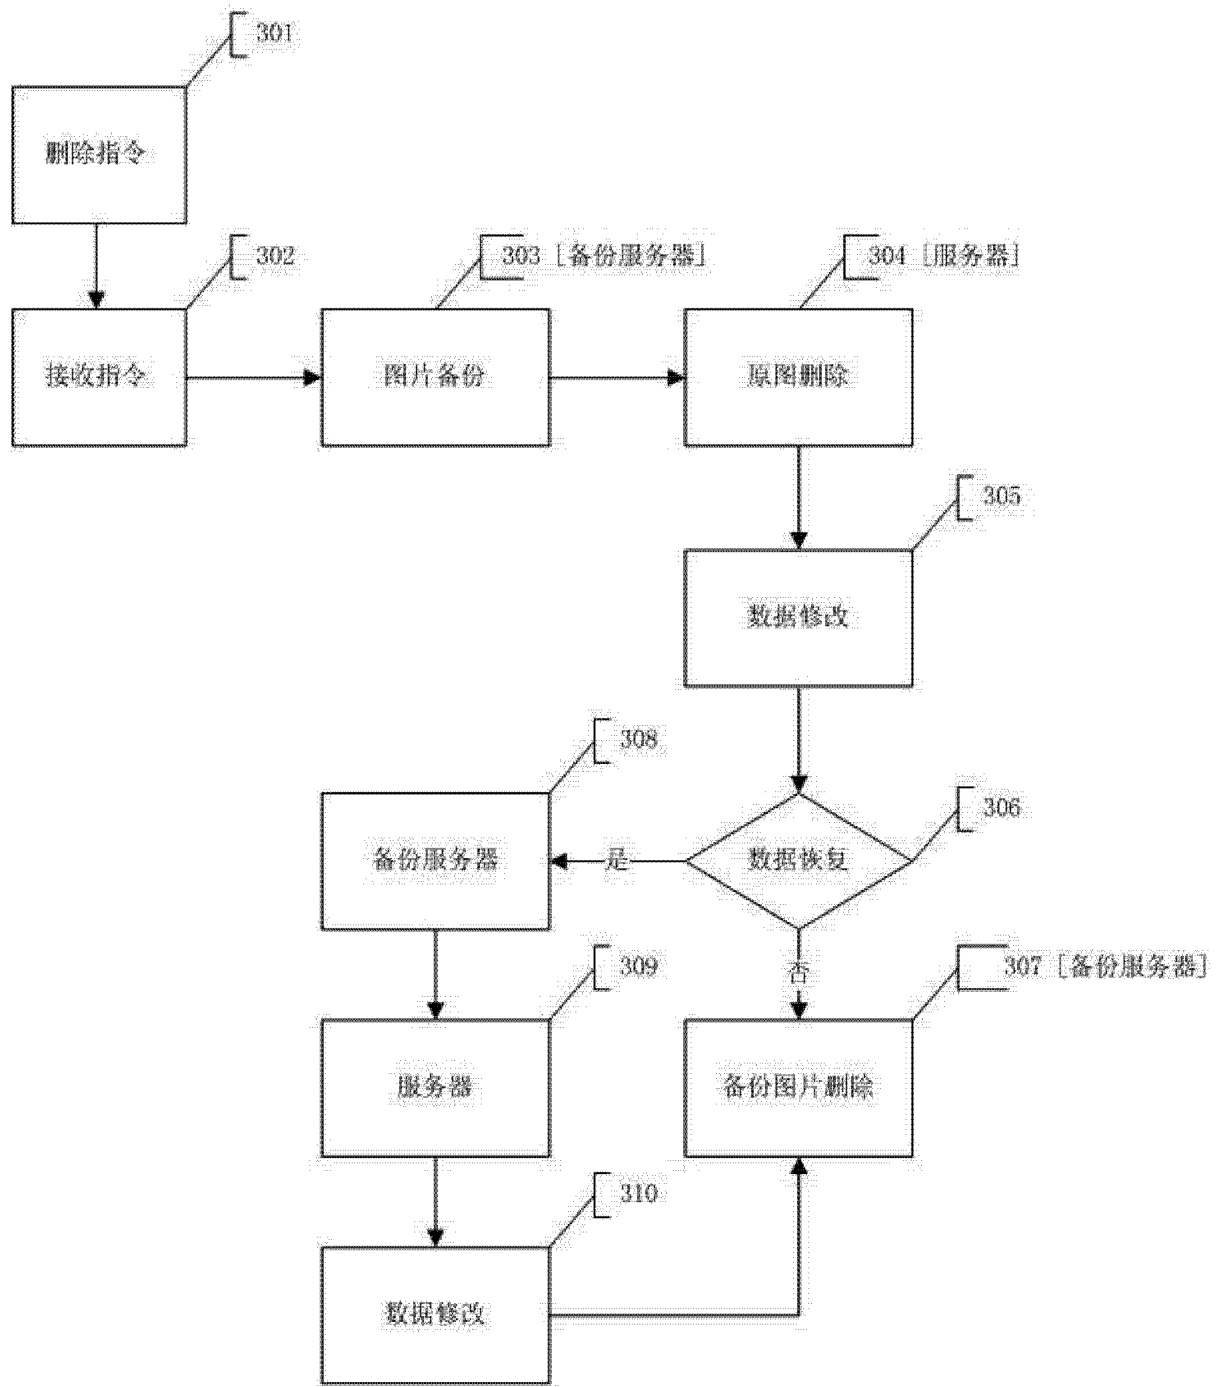 301
删除指令
302
303［备份服务器］
304［服务器］
接收指令
图片备份
原图删除
305
数据修改
308
306
备份服务器
是
数据恢复
309
否
307［备份服务器］
服务器
备份图片删除
310
数据修改